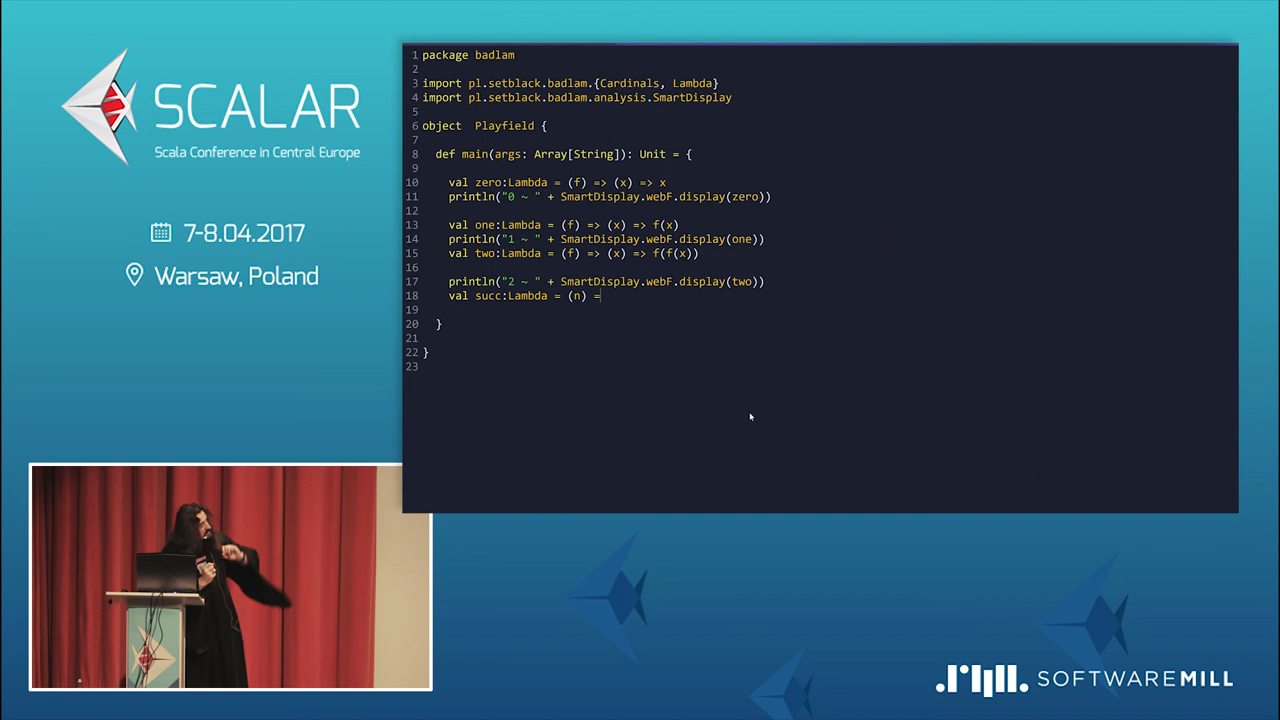 SCALAR
Scala Conference in Central Europe
7-8.04.2017
Warsaw, Poland
1 package badlam
2
3 import pl.setblack.badlam.{Cardinals, Lambda}
4 import pl.setblack.badlam.analysis.SmartDisplay
5
6 object  Playfield {
7
8   def main(args: Array[String]): Unit = {
9
10     val zero:Lambda = (f) => (x) => x
11     println("0 ~ " + SmartDisplay.webF.display(zero))
12
13     val one:Lambda = (f) => (x) => f(x)
14     println("1 ~ " + SmartDisplay.webF.display(one))
15     val two:Lambda = (f) => (x) => f(f(x))
16
17     println("2 ~ " + SmartDisplay.webF.display(two))
18     val succ:Lambda = (n) =
19
20   }
21
22 }
23
SOFTWAREMILL